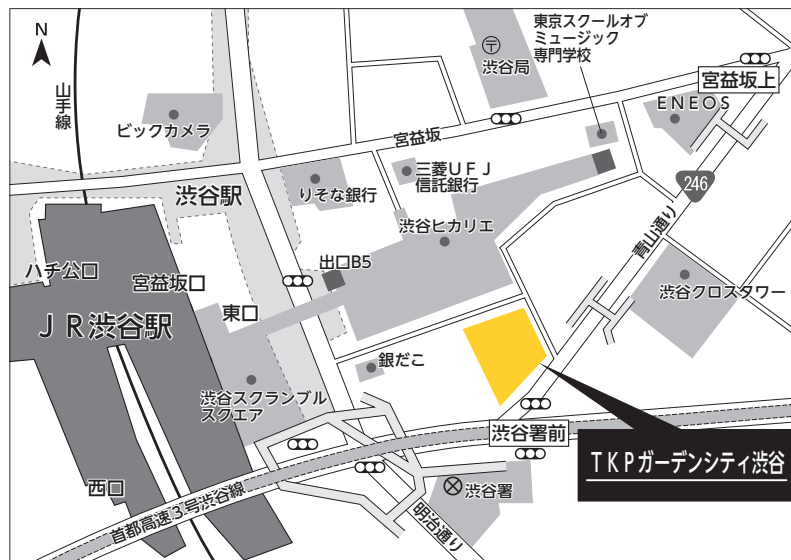 N
山手線
ビックカメラ
渋谷局
東京スクールオブ
ミュージック
専門学校
宮益坂上
ENEOS
宮益坂
三菱UFJ
信託銀行
りそな銀行
渋谷駅
渋谷ヒカリエ
246
青山通り
ハチ公口
宮益坂口
出口B5
渋谷クロスタワー
JR渋谷駅
東口
銀だこ
渋谷スクランブル
スクエア
渋谷署前
TKPガーデンシティ渋谷
西口
首都高速3号渋谷線
渋谷署
明治通り